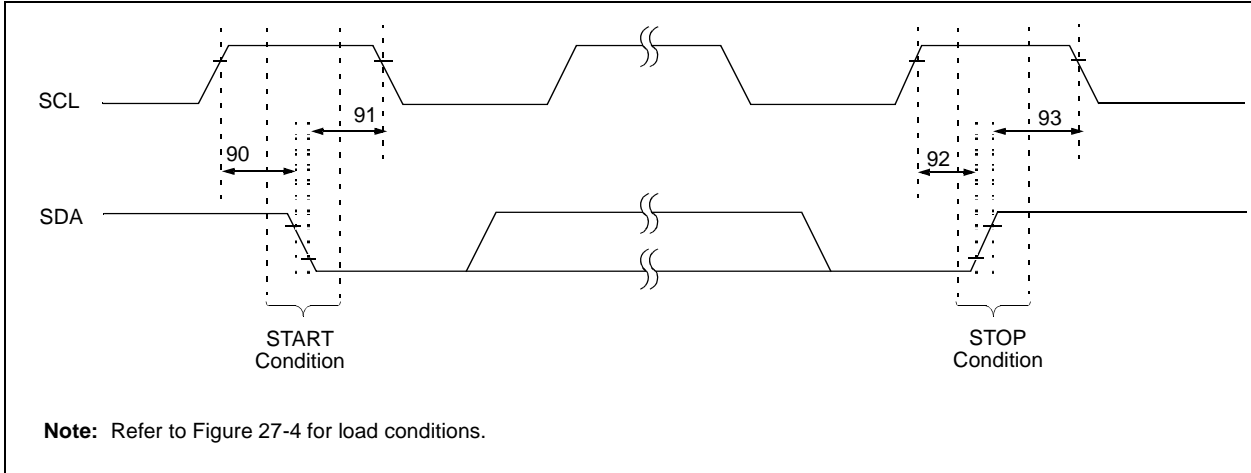 SCL
91
93
90
92
SDA
START
Condition
STOP
Condition
Note: Refer to Figure 27-4 for load conditions.